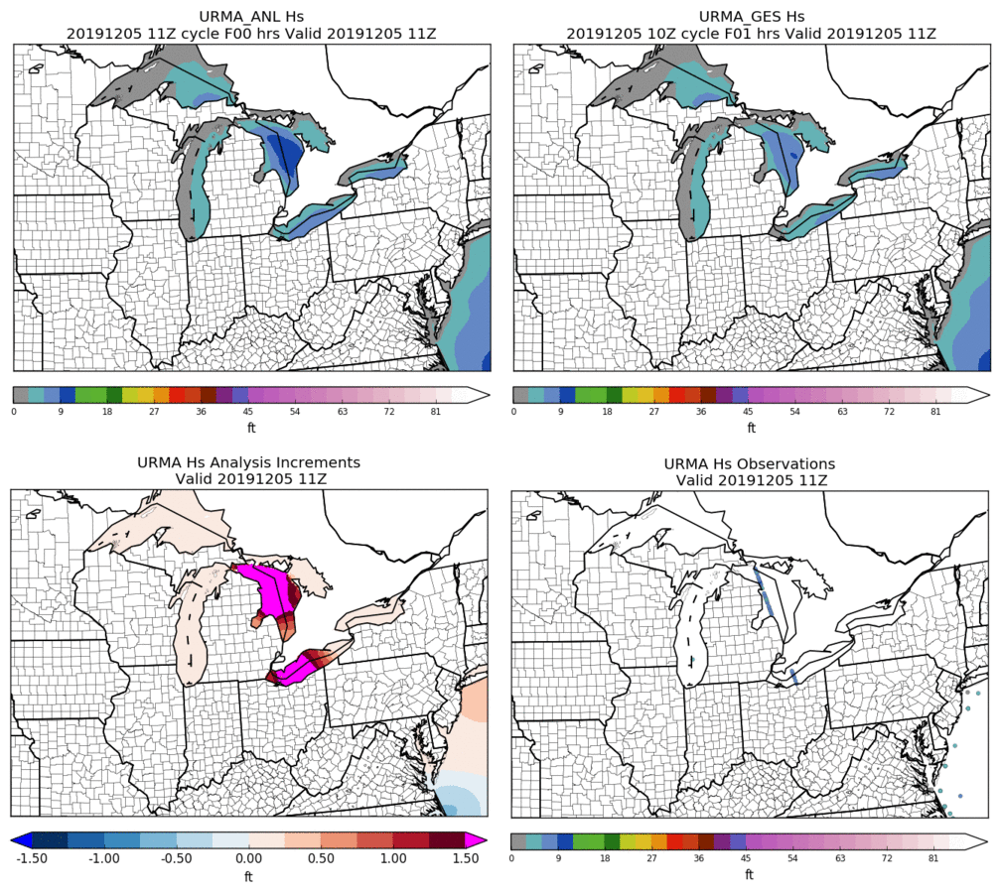 URMA_ANL Hs
20191205 11Z cycle F00 hrs Valid 20191205 11Z
URMA_GES Hs
20191205 10Z cycle F01 hrs Valid 20191205 11Z
0 9 18 27 36 45 54 63 72 81
ft
0 9 18 27 36 45 54 63 72 81
ft
URMA Hs Analysis Increments
Valid 20191205 11Z
URMA Hs Observations
Valid 20191205 11Z
-1.50 -1.00 -0.50 0.00 0.50 1.00 1.50
ft
0 9 18 27 36 45 54 63 72 81
ft